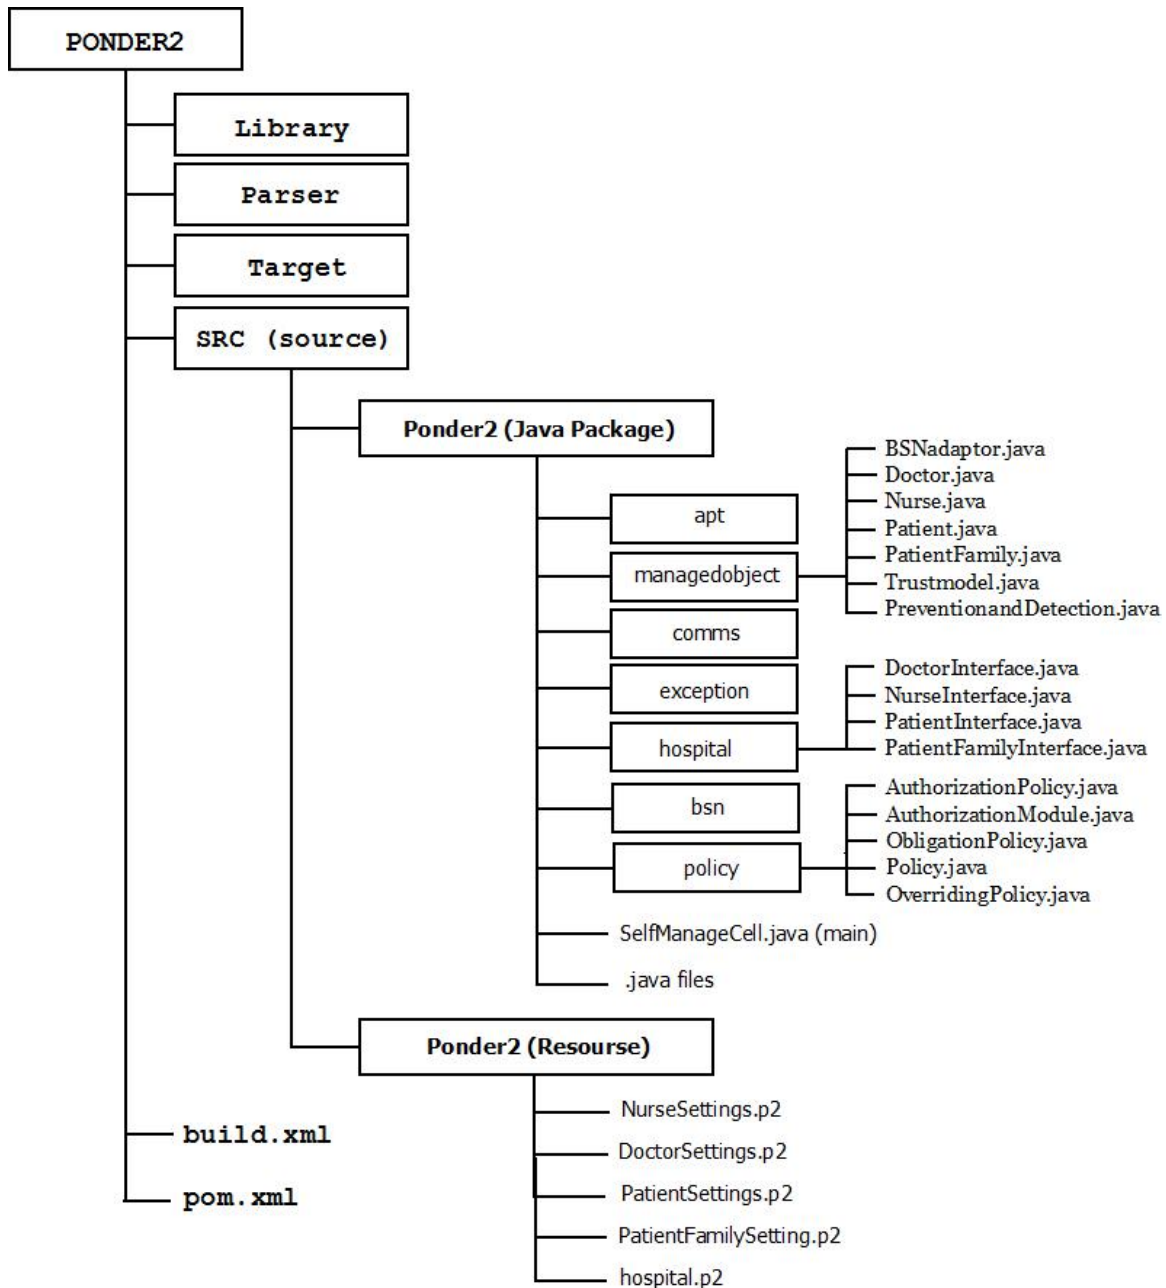 PONDER2
Library
Parser
Target
SRC (source)
Ponder2 (Java Package)
apt
managedobject
BSNadaptor.java
Doctor.java
Nurse.java
Patient.java
PatientFamily.java
Trustmodel.java
PreventionandDetection.java
comms
exception
hospital
DoctorInterface.java
NurseInterface.java
PatientInterface.java
PatientFamilyInterface.java
bsn
policy
AuthorizationPolicy.java
AuthorizationModule.java
ObligationPolicy.java
Policy.java
OverridingPolicy.java
SelfManageCell.java (main)
.java files
Ponder2 (Resourse)
NurseSettings.p2
DoctorSettings.p2
PatientSettings.p2
PatientFamilySetting.p2
hospital.p2
build.xml
pom.xml